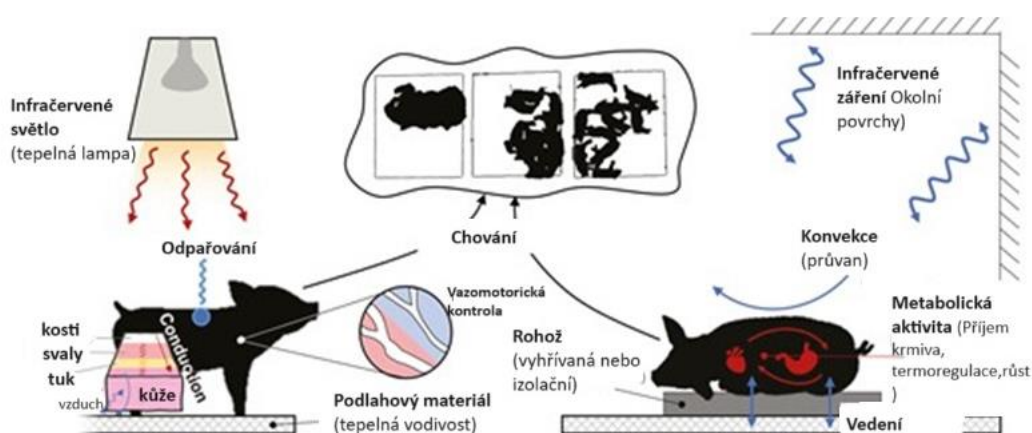 Infračervené
světlo
(tepelná lampa)
Odpařování
kosti
svaly
tuk
vzduch
kůže
Conduction
Vazomotorická
kontrola
Podlahový materiál
(tepelná vodivost)
Chování
Rohož
(vyhřívaná nebo
izolační)
Infračervené
záření Okolní
povrchy)
Konvekce
(průvan)
Metabolická
aktivita (Příjem
krmiva,
termoregulace,růst
)
Vedení